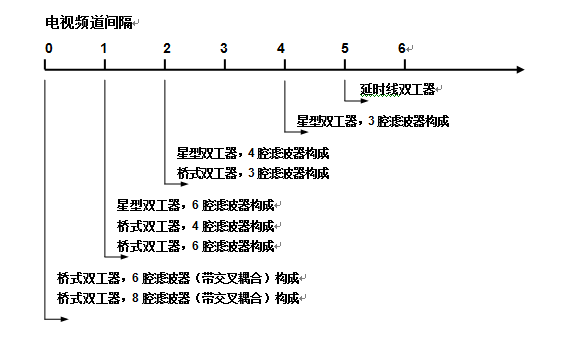 电视频道间隔
0 1 2 3 4 5 6
延时线双工器
星型双工器，3腔滤波器构成
星型双工器，4腔滤波器构成
桥式双工器，3腔滤波器构成
星型双工器，6腔滤波器构成
桥式双工器，4腔滤波器构成
桥式双工器，6腔滤波器构成
桥式双工器，6腔滤波器（带交叉耦合）构成
桥式双工器，8腔滤波器（带交叉耦合）构成